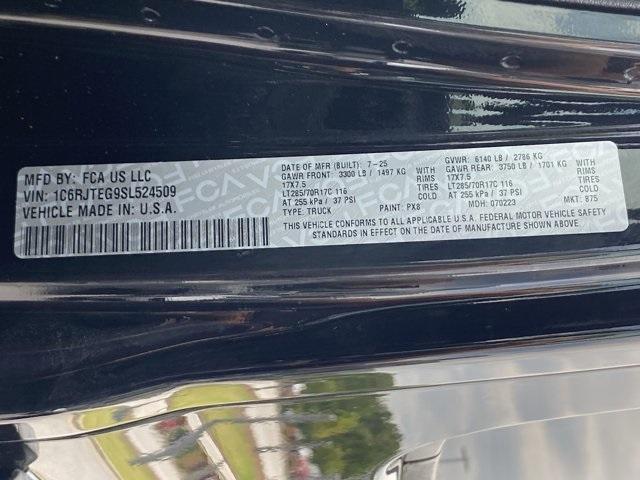 MFD BY: FCA US LLC
VIN: 1C6RJTEG9SL524509
VEHICLE MADE IN: U.S.A.
DATE OF MFR (BUILT): 7-25
GAWR FRONT: 3300 LB / 1497 KG
17X7.5 RIMS
LT285/70R17C 116 TIRES
AT 255 kPa / 37 PSI COLD
TYPE: TRUCK PAINT: PX8
GVWR: 6140 LB / 2786 KG
GAWR REAR: 3750 LB / 1701 KG
17X7.5 RIMS
LT285/70R17C 116 TIRES
AT 255 kPa / 37 PSI COLD
MDH: 070223 MKT: 875
THIS VEHICLE CONFORMS TO ALL APPLICABLE U.S.A. FEDERAL MOTOR VEHICLE SAFETY
STANDARDS IN EFFECT ON THE DATE OF MANUFACTURE SHOWN ABOVE.